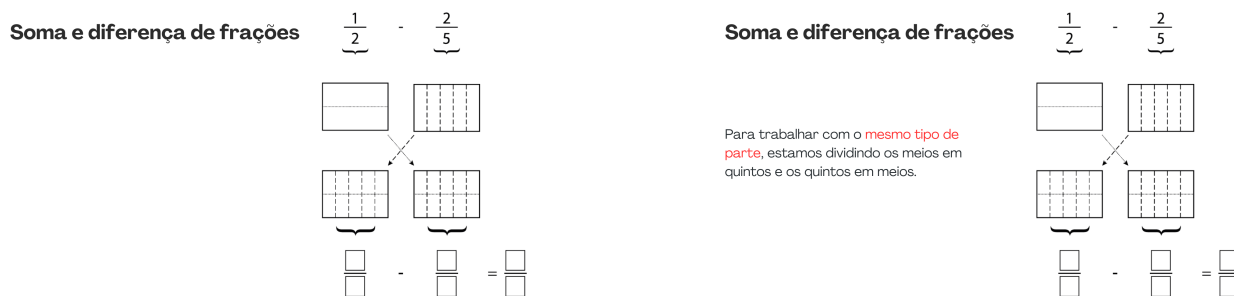 Soma e diferença de frações
1/2 - 2/5
- =
Soma e diferença de frações
1/2 - 2/5
Para trabalhar com o mesmo tipo de
parte, estamos dividindo os meios em
quintos e os quintos em meios.
- =